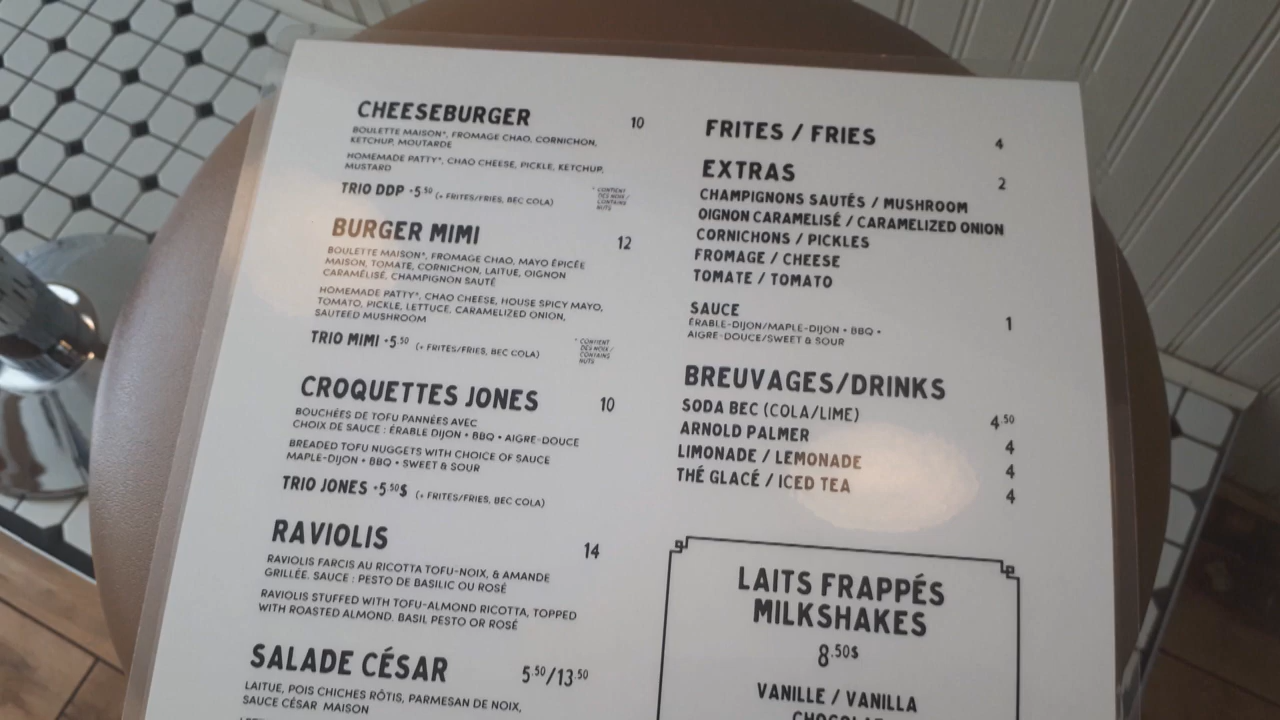 CHEESEBURGER 10
BOULETTE MAISON*, FROMAGE CHAO, CORNICHON,
KETCHUP, MOUTARDE
HOMEMADE PATTY*, CHAO CHEESE, PICKLE, KETCHUP,
MUSTARD
TRIO DDP +5.50 (+ FRITES/FRIES, BEC COLA)
* CONTIENT
DES NOIX /
CONTAINS
NUTS
BURGER MIMI 12
BOULETTE MAISON*, FROMAGE CHAO, MAYO ÉPICÉE
MAISON, TOMATE, CORNICHON, LAITUE, OIGNON
CARAMÉLISÉ, CHAMPIGNON SAUTÉ
HOMEMADE PATTY*, CHAO CHEESE, HOUSE SPICY MAYO,
TOMATO, PICKLE, LETTUCE, CARAMELIZED ONION,
SAUTEED MUSHROOM
TRIO MIMI +5.50 (+ FRITES/FRIES, BEC COLA)
* CONTIENT
DES NOIX /
CONTAINS
NUTS
CROQUETTES JONES 10
BOUCHÉES DE TOFU PANNÉES AVEC
CHOIX DE SAUCE : ÉRABLE DIJON • BBQ • AIGRE-DOUCE
BREADED TOFU NUGGETS WITH CHOICE OF SAUCE
MAPLE-DIJON • BBQ • SWEET & SOUR
TRIO JONES +5.50$ (+ FRITES/FRIES, BEC COLA)
RAVIOLIS 14
RAVIOLIS FARCIS AU RICOTTA TOFU-NOIX, & AMANDE
GRILLÉE. SAUCE : PESTO DE BASILIC OU ROSÉ
RAVIOLIS STUFFED WITH TOFU-ALMOND RICOTTA, TOPPED
WITH ROASTED ALMOND. BASIL PESTO OR ROSÉ
SALADE CÉSAR 5.50/13.50
LAITUE, POIS CHICHES RÔTIS, PARMESAN DE NOIX,
SAUCE CÉSAR MAISON
FRITES / FRIES 4
EXTRAS 2
CHAMPIGNONS SAUTÉS / MUSHROOM
OIGNON CARAMELISÉ / CARAMELIZED ONION
CORNICHONS / PICKLES
FROMAGE / CHEESE
TOMATE / TOMATO
SAUCE 1
ÉRABLE-DIJON/MAPLE-DIJON • BBQ •
AIGRE-DOUCE/SWEET & SOUR
BREUVAGES/DRINKS
SODA BEC (COLA/LIME) 4.50
ARNOLD PALMER 4
LIMONADE / LEMONADE 4
THÉ GLACÉ / ICED TEA 4
LAITS FRAPPÉS
MILKSHAKES
8.50$
VANILLE / VANILLA